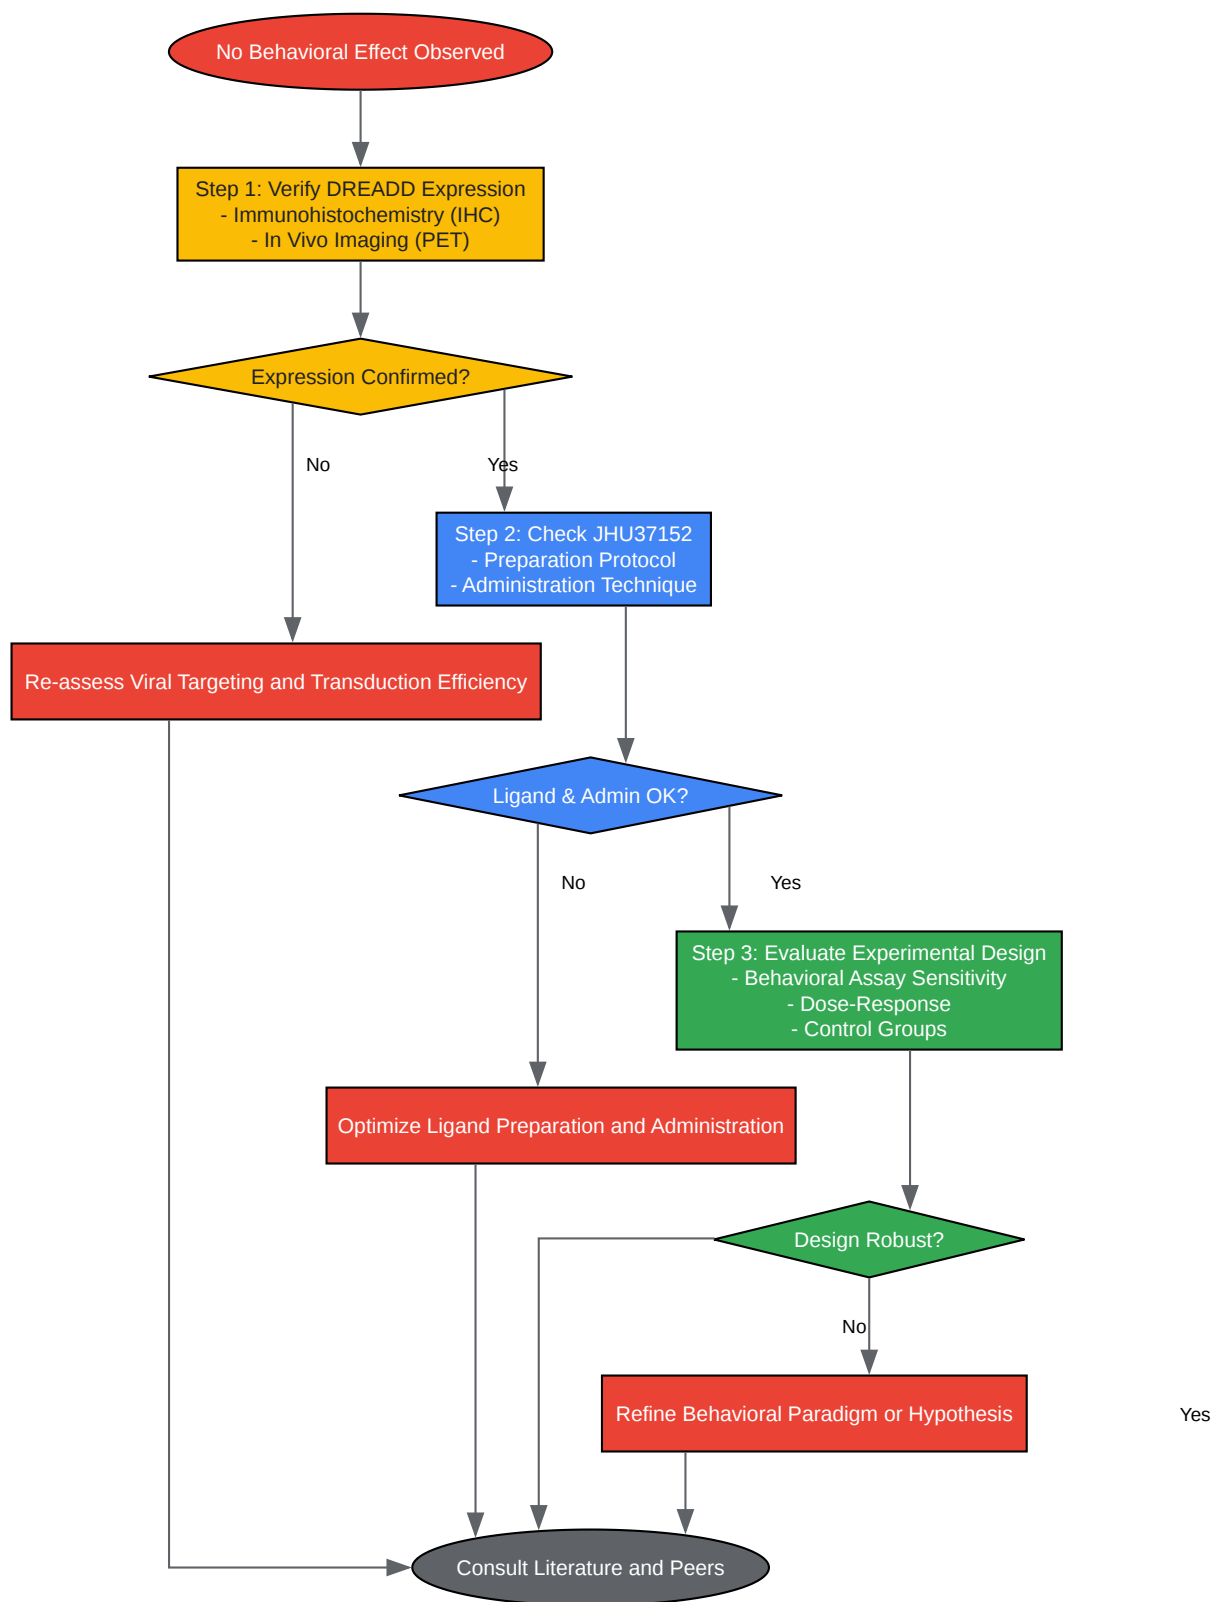 No Behavioral Effect Observed
Step 1: Verify DREADD Expression
- Immunohistochemistry (IHC)
- In Vivo Imaging (PET)
Expression Confirmed?
No
Yes
Step 2: Check JHU37152
- Preparation Protocol
- Administration Technique
Re-assess Viral Targeting and Transduction Efficiency
Ligand & Admin OK?
No
Yes
Step 3: Evaluate Experimental Design
- Behavioral Assay Sensitivity
- Dose-Response
- Control Groups
Optimize Ligand Preparation and Administration
Design Robust?
No
Refine Behavioral Paradigm or Hypothesis
Yes
Consult Literature and Peers